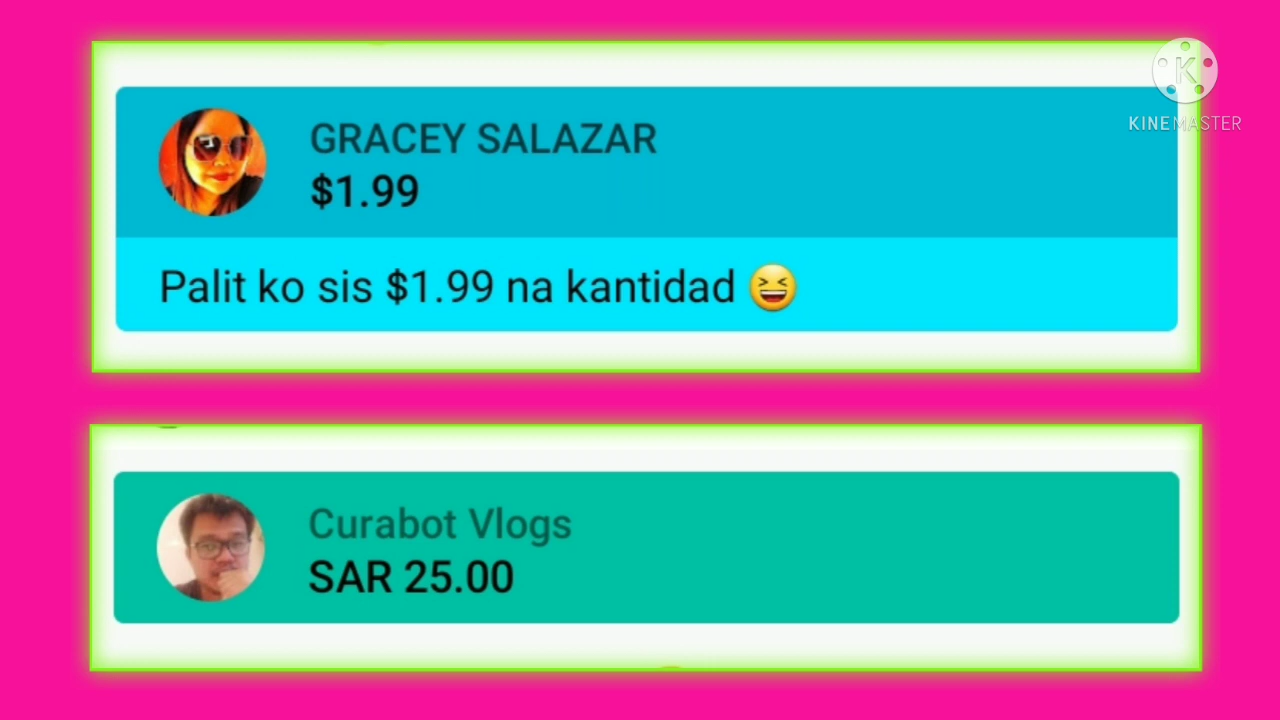 KINEMASTER
GRACEY SALAZAR
$1.99
Palit ko sis $1.99 na kantidad 😆
Curabot Vlogs
SAR 25.00